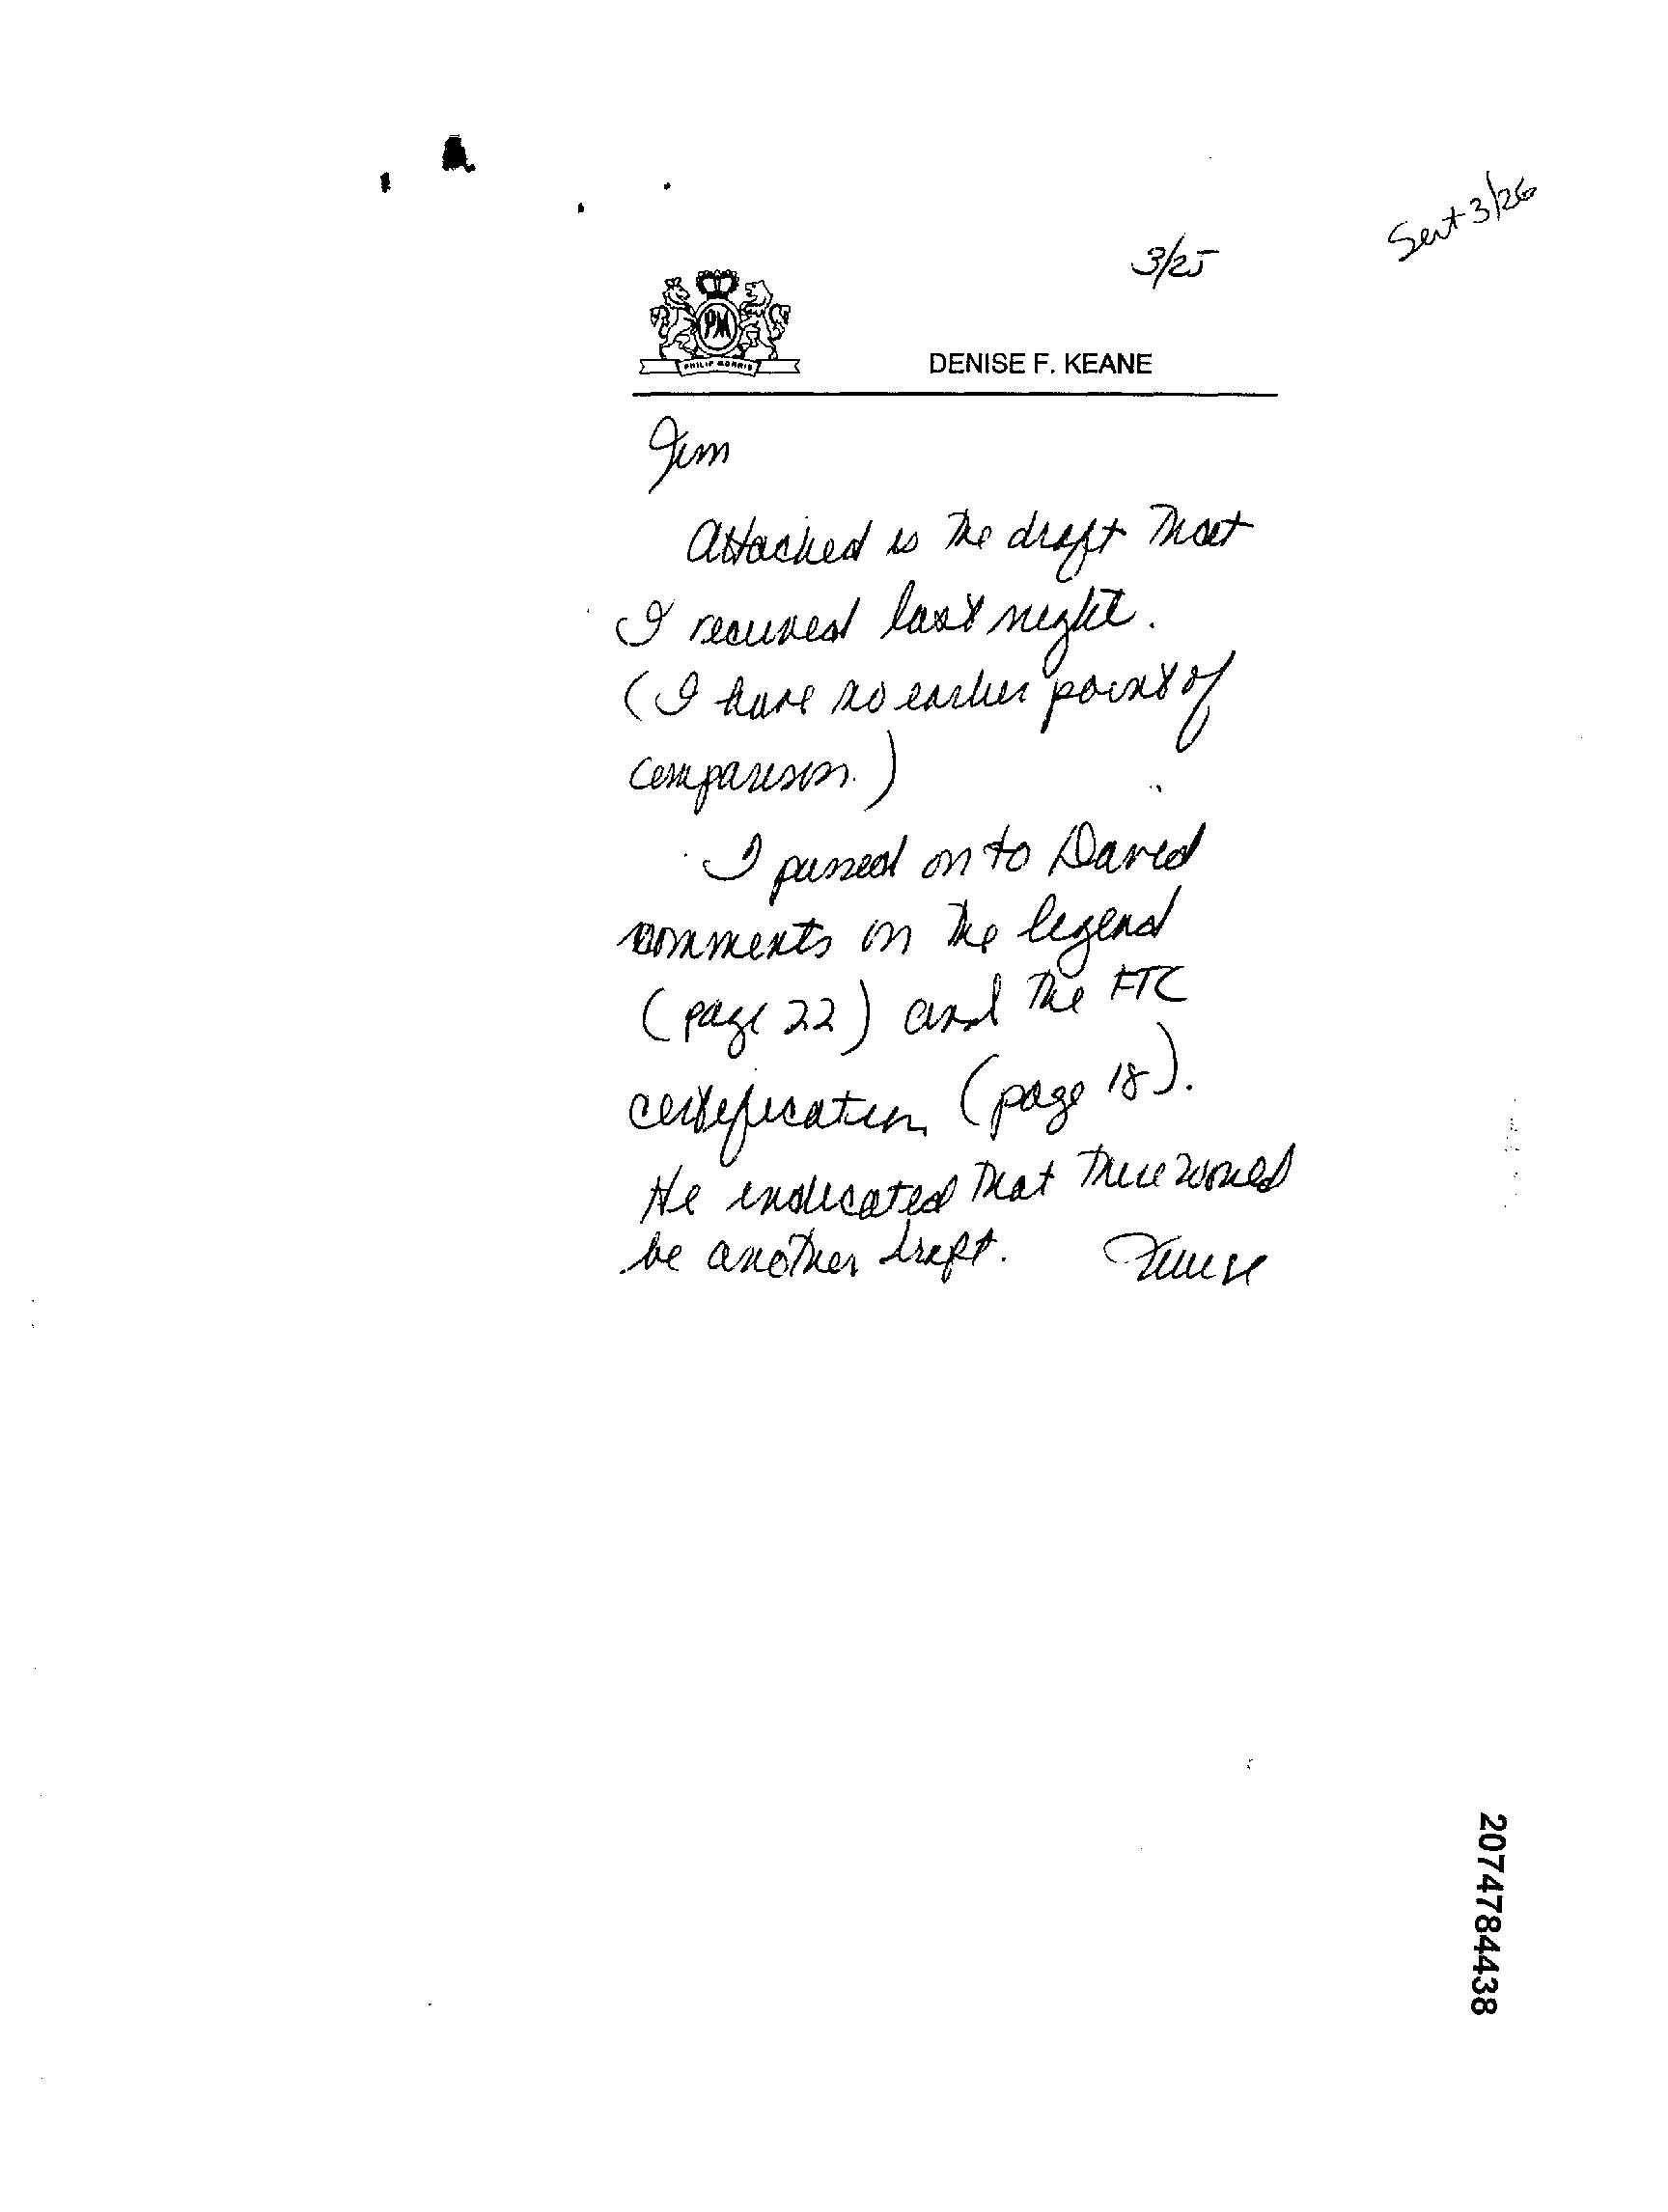 Sent 3/26
3/25
PM
PHILIP MORRIS
DENISE F. KEANE
Jim
Attached is the draft that
I received last night.
(I have no earlier point of
comparison.)
I passed on to David
comments on the legend
(page 22) and the FTC
certification (page 18).
He indicated that there would
be another draft. Denise
2074784438